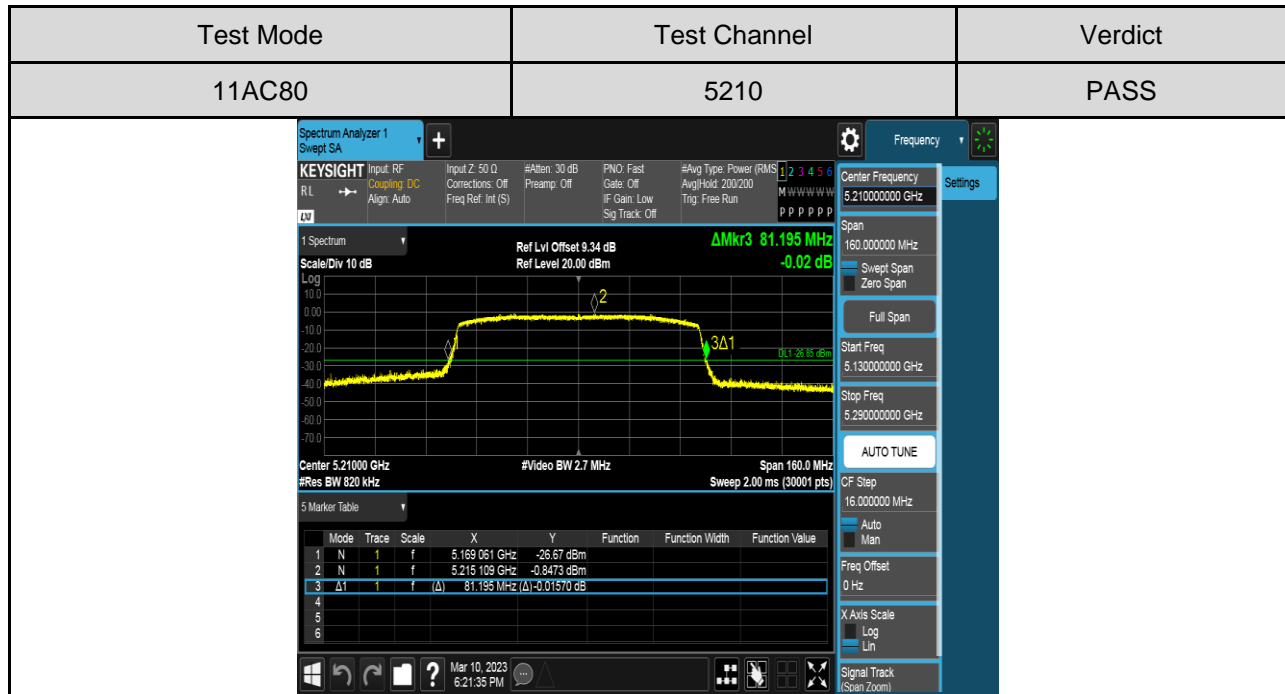 Test Mode Test Channel Verdict
11AC80 5210 PASS
Spectrum Analyzer 1
Swept SA
+
Frequency
KEYSIGHT Input: RF Input Z: 50 Ω #Atten: 30 dB PNO: Fast #Avg Type: Power (RMS 1 2 3 4 5 6
RL Coupling: DC Corrections: Off Preamp: Off Gate: Off Avg|Hold: 200/200 M W W W W W
Align: Auto Freq Ref: Int (S) IF Gain: Low Trig: Free Run
LXI Sig Track: Off P P P P P P
1 Spectrum
Ref Lvl Offset 9.34 dB ΔMkr3 81.195 MHz
Scale/Div 10 dB Ref Level 20.00 dBm -0.02 dB
Log
10.0
0.00
-10.0
-20.0
-30.0
-40.0
-50.0
-60.0
-70.0
2
1
3Δ1
DL1 -26.85 dBm
Center 5.21000 GHz #Video BW 2.7 MHz Span 160.0 MHz
#Res BW 820 kHz Sweep 2.00 ms (30001 pts)
5 Marker Table
Mode Trace Scale X Y Function Function Width Function Value
1 N 1 f 5.169 061 GHz -26.67 dBm
2 N 1 f 5.215 109 GHz -0.8473 dBm
3 Δ1 1 f (Δ) 81.195 MHz (Δ) -0.01570 dB
4
5
6
Mar 10, 2023
6:21:35 PM
?
Center Frequency
5.210000000 GHz
Settings
Span
160.000000 MHz
Swept Span
Zero Span
Full Span
Start Freq
5.130000000 GHz
Stop Freq
5.290000000 GHz
AUTO TUNE
CF Step
16.000000 MHz
Auto
Man
Freq Offset
0 Hz
X Axis Scale
Log
Lin
Signal Track
(Span Zoom)